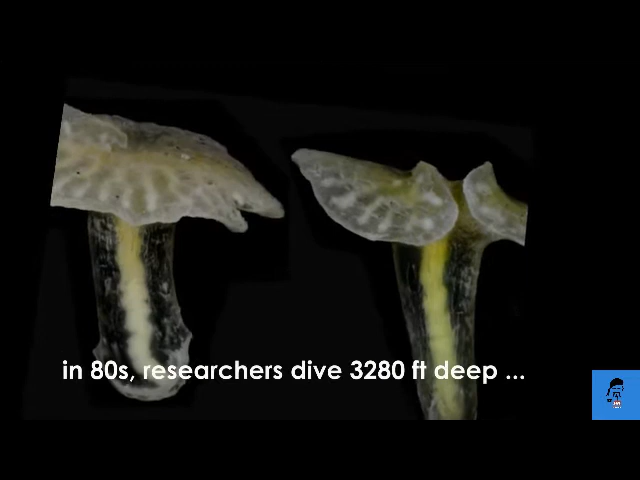 in 80s, researchers dive 3280 ft deep ...